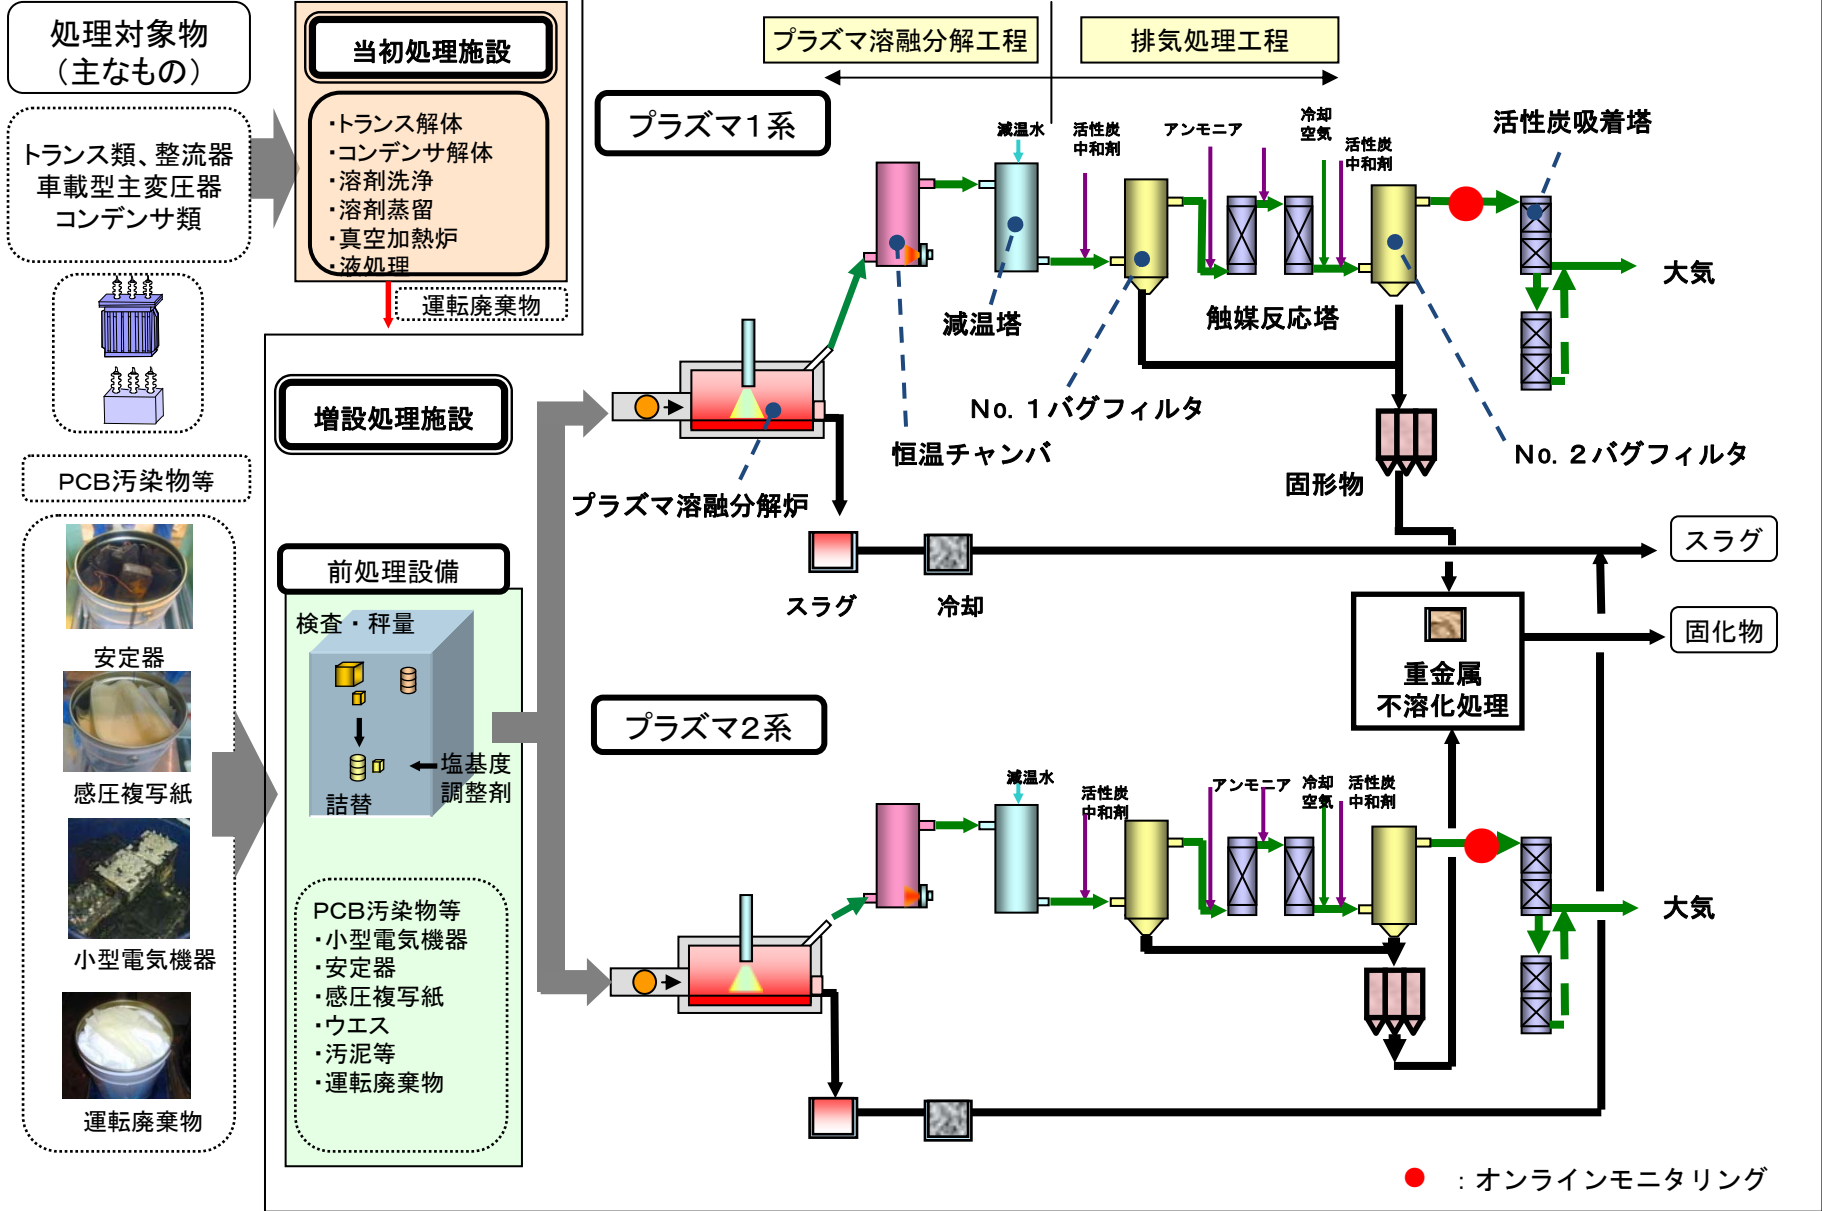 処理対象物
（主なもの）
トランス類、整流器
車載型主変圧器
コンデンサ類
PCB汚染物等
安定器
感圧複写紙
小型電気機器
運転廃棄物
当初処理施設
・トランス解体
・コンデンサ解体
・溶剤洗浄
・溶剤蒸留
・真空加熱炉
・液処理
運転廃棄物
増設処理施設
前処理設備
検査・秤量
詰替
塩基度
調整剤
PCB汚染物等
・小型電気機器
・安定器
・感圧複写紙
・ウエス
・汚泥等
・運転廃棄物
プラズマ溶融分解工程
排気処理工程
プラズマ１系
減温水
活性炭
中和剤
アンモニア
冷却
空気
活性炭
中和剤
活性炭吸着塔
大気
減温塔
触媒反応塔
No.１バグフィルタ
恒温チャンバ
No.２バグフィルタ
プラズマ溶融分解炉
固形物
スラグ
冷却
スラグ
固化物
重金属
不溶化処理
プラズマ２系
減温水
活性炭
中和剤
アンモニア
冷却
空気
活性炭
中和剤
大気
：オンラインモニタリング